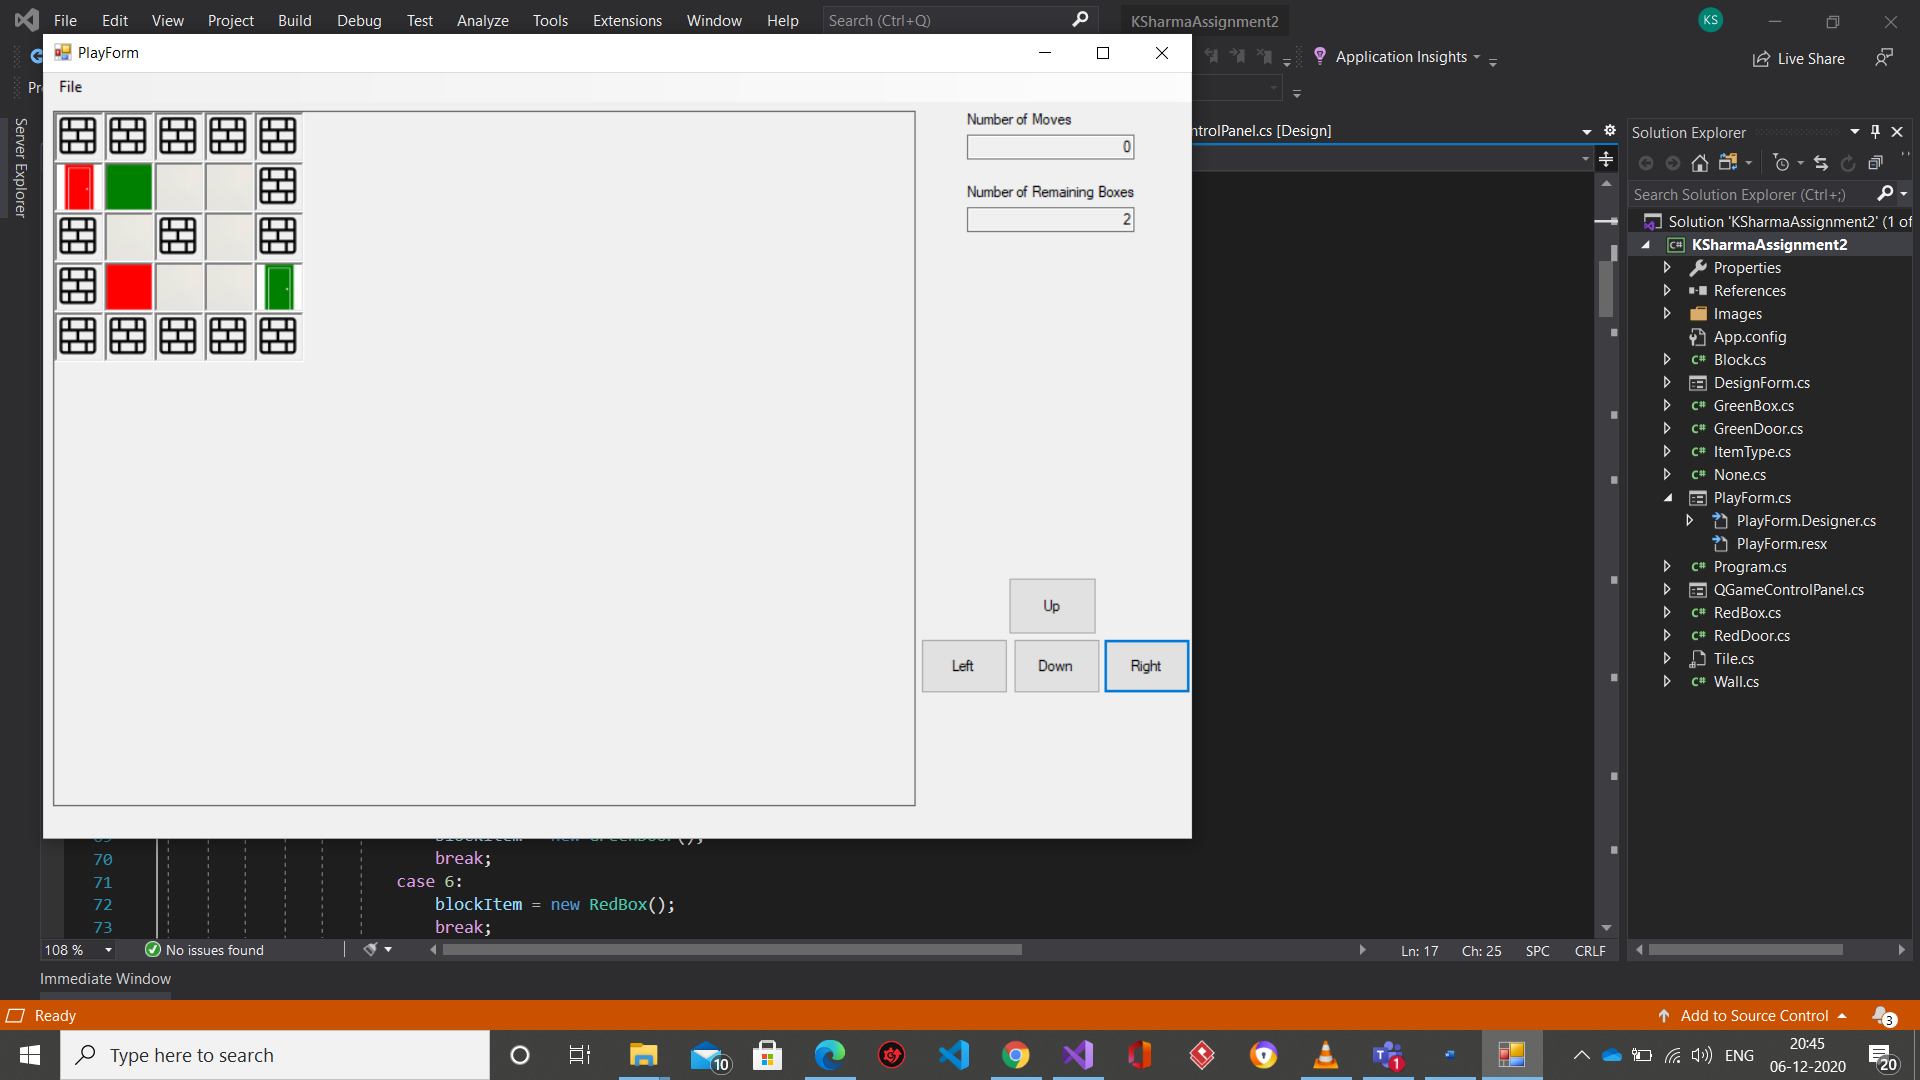 File Edit View Project Build Debug Test Analyze Tools Extensions Window Help Search (Ctrl+Q) KSharmaAssignment2 KS
PlayForm
Application Insights Live Share
File
Server Explorer
Number of Moves
0
Number of Remaining Boxes
2
Up
Left Down Right
ntrolPanel.cs [Design]
Solution Explorer
Search Solution Explorer (Ctrl+;)
Solution 'KSharmaAssignment2' (1 of
KSharmaAssignment2
Properties
References
Images
App.config
Block.cs
DesignForm.cs
GreenBox.cs
GreenDoor.cs
ItemType.cs
None.cs
PlayForm.cs
PlayForm.Designer.cs
PlayForm.resx
Program.cs
QGameControlPanel.cs
RedBox.cs
RedDoor.cs
Tile.cs
Wall.cs
70 break;
71 case 6:
72 blockItem = new RedBox();
73 break;
108 % No issues found Ln: 17 Ch: 25 SPC CRLF
Immediate Window
Ready Add to Source Control 3
Type here to search 10 1 ENG 20:45
06-12-2020 20